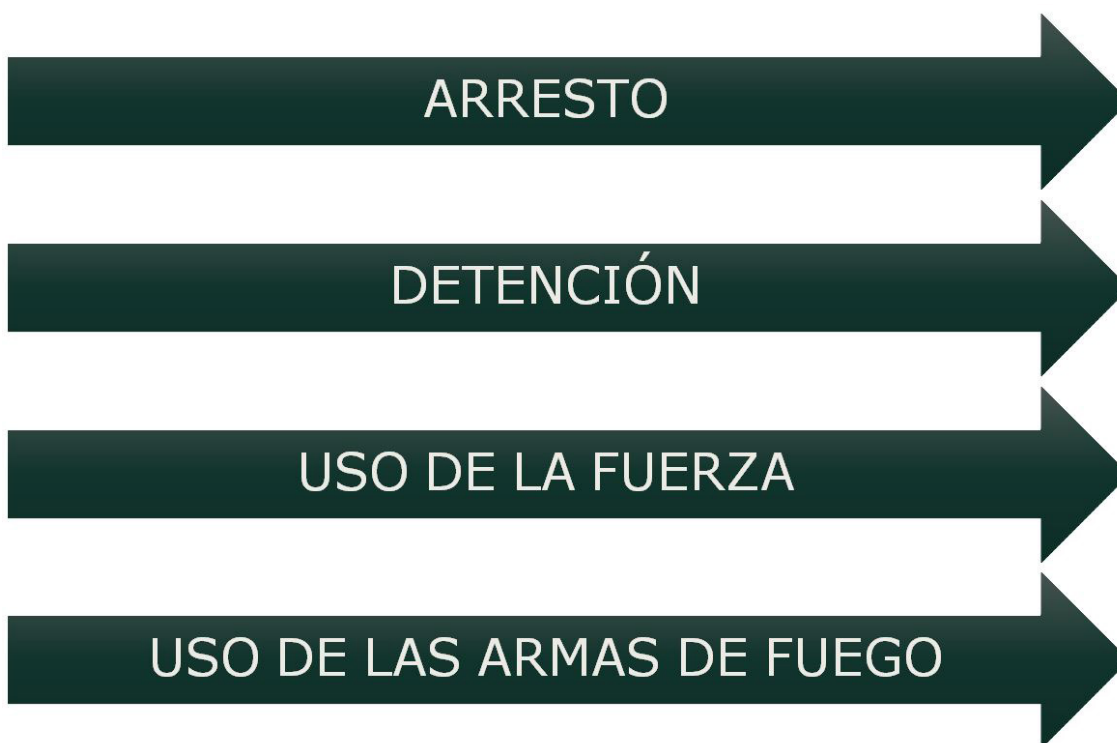 ARRESTO
DETENCIÓN
USO DE LA FUERZA
USO DE LAS ARMAS DE FUEGO